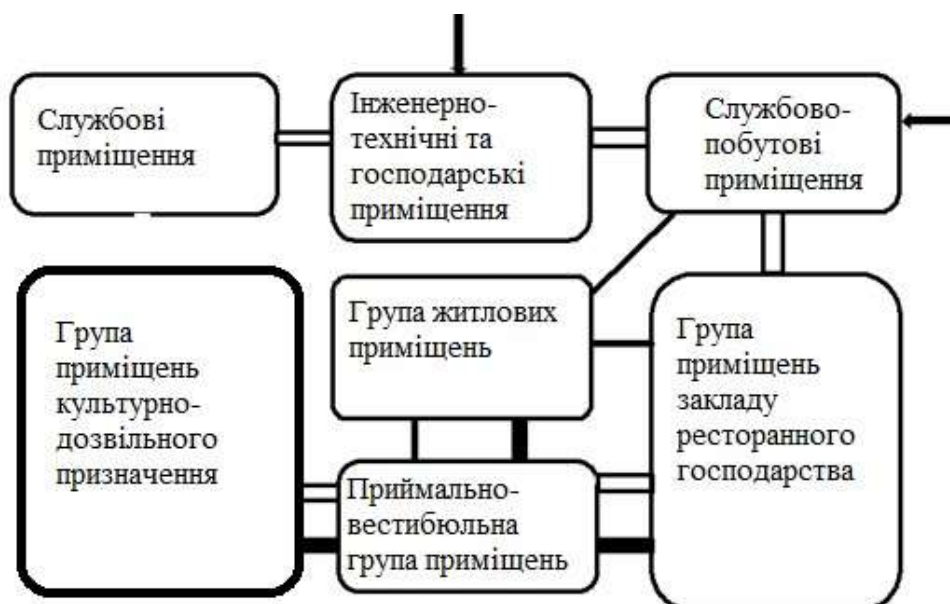 Службові
приміщення
Інженерно-
технічні та
господарські
приміщення
Службово-
побутові
приміщення
Група
приміщень
культурно-
дозвільного
призначення
Група житлових
приміщень
Група
приміщень
закладу
ресторанного
господарства
Приймально-
вестибюльна
група приміщень